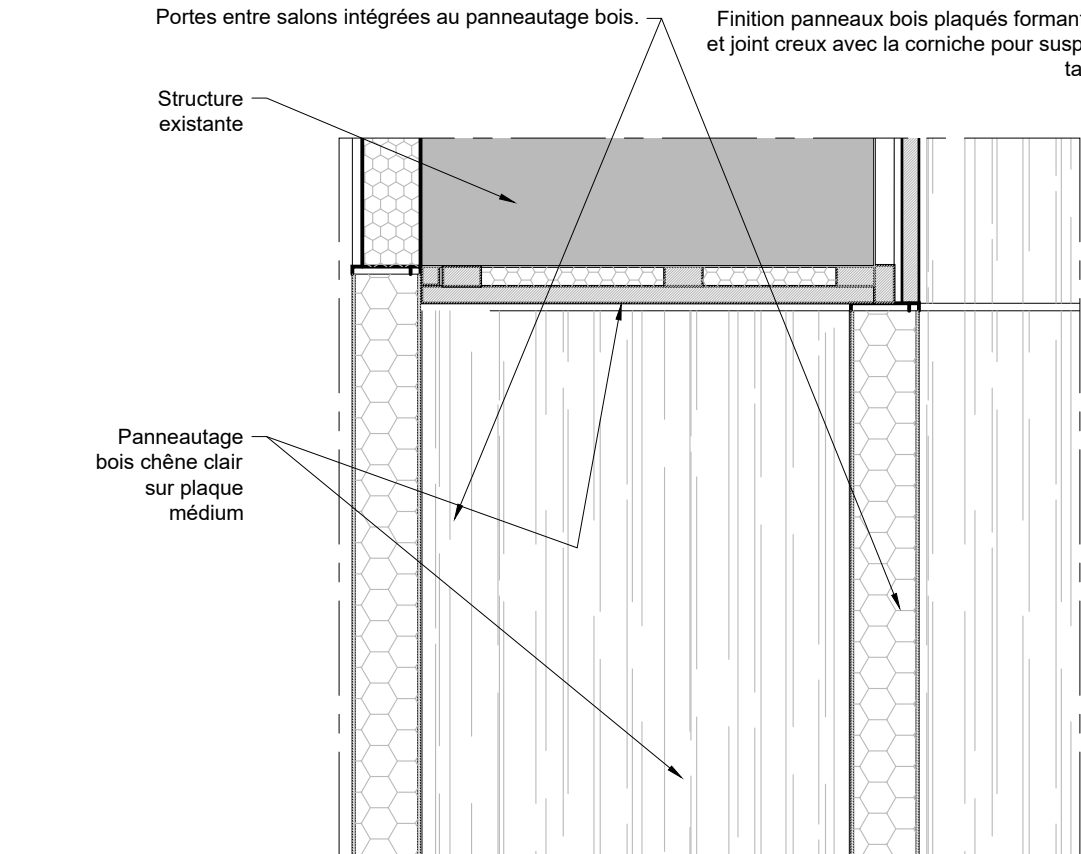 Portes entre salons intégrées au panneautage bois.
Finition panneaux bois plaqués formant
et joint creux avec la corniche pour susp
ta
Structure
existante
Panneautage
bois chêne clair
sur plaque
médium